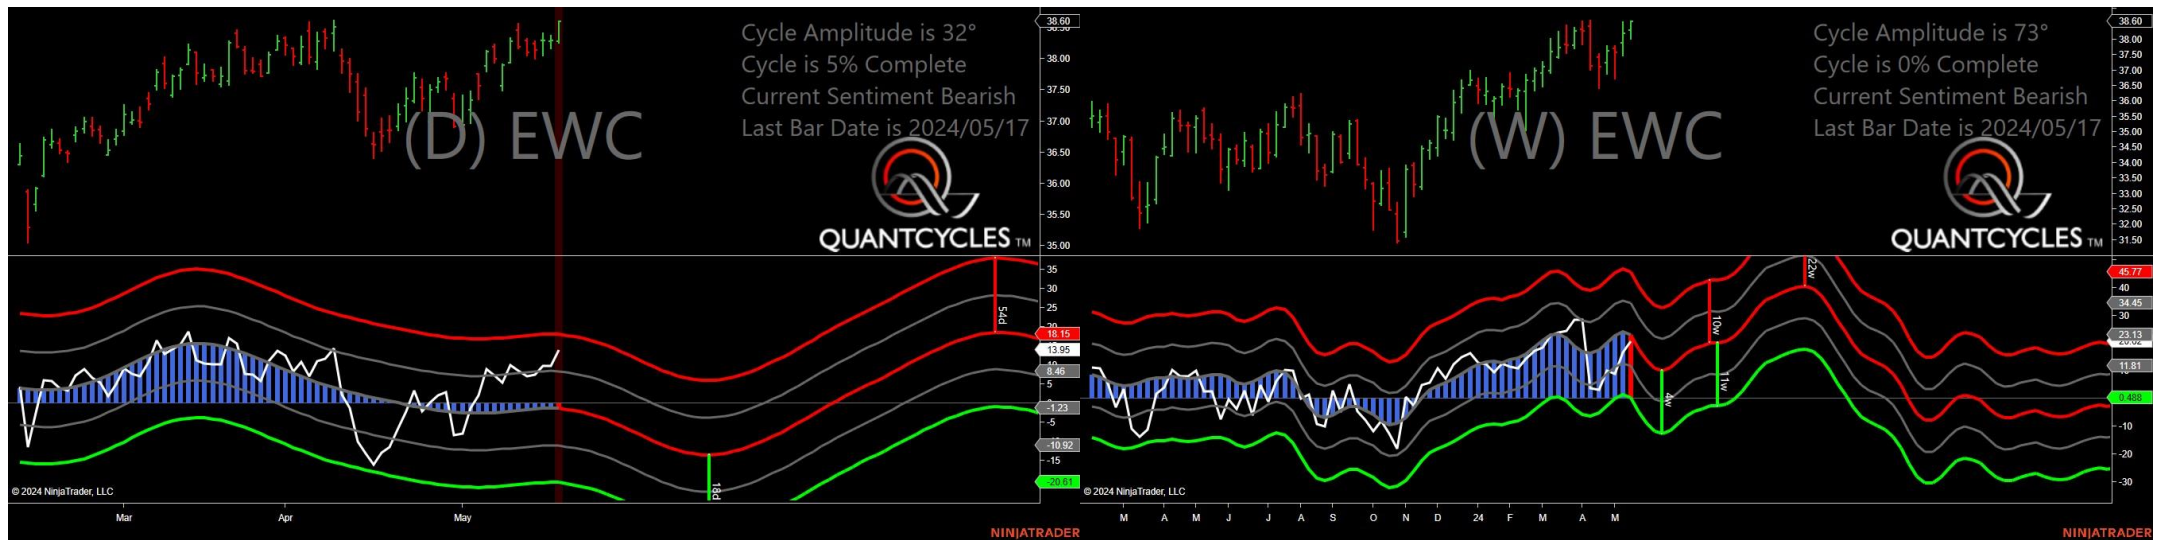 Cycle Amplitude is 32°
Cycle is 5% Complete
Current Sentiment Bearish
Last Bar Date is 2024/05/17
(D) EWC
QUANTCYCLES TM
38.60
38.00
37.50
37.00
36.50
36.00
35.50
35.00
35
30
25
18.15
13.95
8.46
5
-1.23
-5
-10.92
-15
-20.61
54d
18d
© 2024 NinjaTrader, LLC
Mar Apr May
NINJATRADER
Cycle Amplitude is 73°
Cycle is 0% Complete
Current Sentiment Bearish
Last Bar Date is 2024/05/17
(W) EWC
QUANTCYCLES TM
38.60
38.00
37.50
37.00
36.50
36.00
35.50
35.00
34.50
34.00
33.50
33.00
32.50
32.00
31.50
45.77
40
34.45
30
23.13
11.81
0.488
-10
-20
-30
22w
10w
11w
4w
© 2024 NinjaTrader, LLC
M A M J J A S O N D 24 F M A M
NINJATRADER